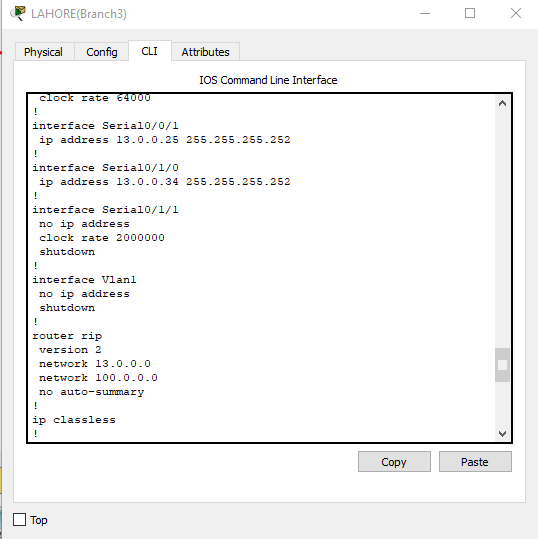 LAHORE(Branch3)
Physical Config CLI Attributes
IOS Command Line Interface
clock rate 64000
!
interface Serial0/0/1
ip address 13.0.0.25 255.255.255.252
!
interface Serial0/1/0
ip address 13.0.0.34 255.255.255.252
!
interface Serial0/1/1
no ip address
clock rate 2000000
shutdown
!
interface Vlan1
no ip address
shutdown
!
router rip
version 2
network 13.0.0.0
network 100.0.0.0
no auto-summary
!
ip classless
!
Copy Paste
Top